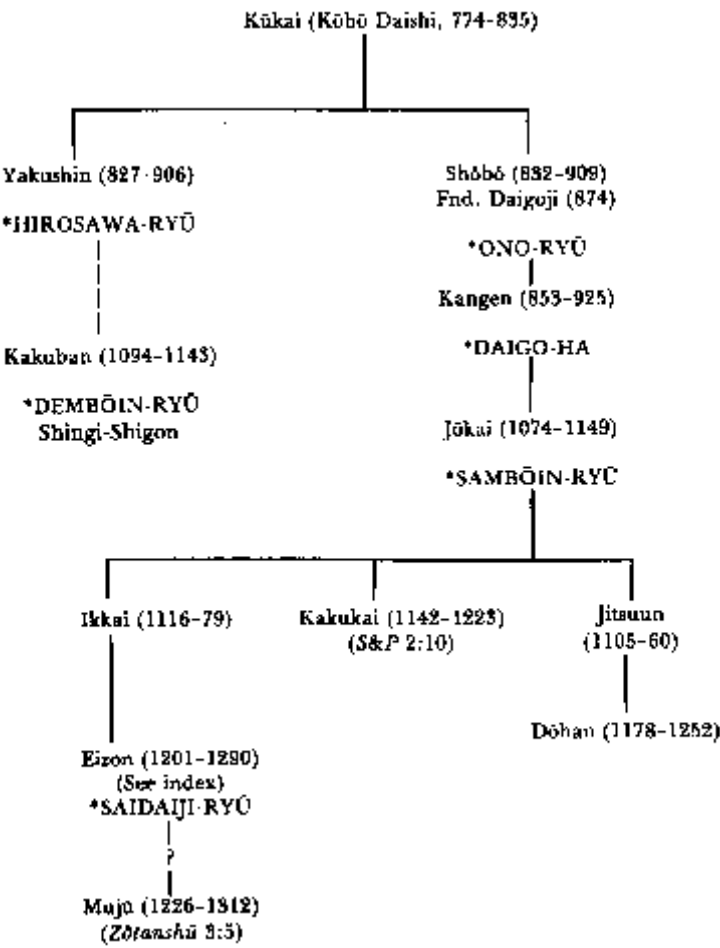 Kūkai (Kōbō Daishi, 774-835)
Yakushin (827-906)
*HIROSAWA-RYŪ
Kakuban (1094-1143)
*DEMBŌIN-RYŪ
Shingi-Shigon
Shōbō (832-909)
Fnd. Daigoji (874)
*ONO-RYŪ
Kangen (853-925)
*DAIGO-HA
Jōkai (1074-1149)
*SAMBŌIN-RYŪ
Ikkai (1116-79)
Kakukai (1142-1223)
(S&P 2:10)
Jitsuun
(1105-60)
Dōhan (1178-1252)
Eizon (1201-1290)
(See index)
*SAIDAIJI-RYŪ
?
Mujū (1226-1312)
(Zōtanshū 3:5)